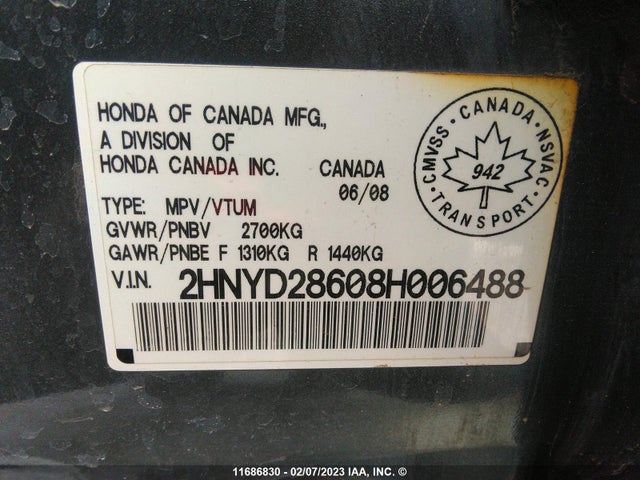 HONDA OF CANADA MFG.,
A DIVISION OF
HONDA CANADA INC. CANADA
06/08
TYPE: MPV/VTUM
GVWR/PNBV 2700KG
GAWR/PNBE F 1310KG R 1440KG
V.I.N. 2HNYD28608H006488
CANADA
CMVSS NSVAC
942
TRANSPORT
11686830 - 02/07/2023 IAA, INC. ©